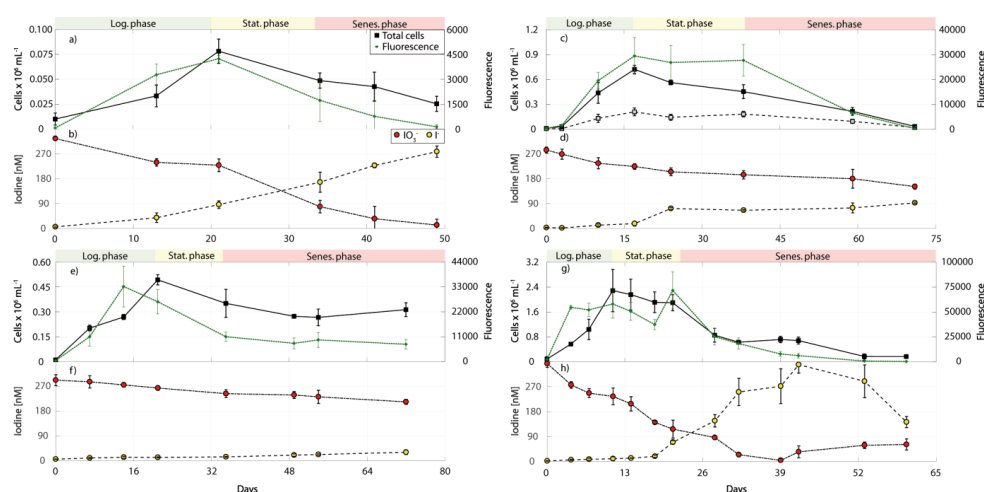 Log. phase Stat. phase Senes. phase
Log. phase Stat. phase Senes. phase
a)
Total cells
Fluorescence
c)
Cells x 10⁶ mL⁻¹
0.100
0.075
0.050
0.025
0
6000
4500
3000
1500
0
Fluorescence
Cells x 10⁶ mL⁻¹
1.2
0.9
0.6
0.3
0
40000
30000
20000
10000
0
Fluorescence
b)
IO₃⁻ I⁻
d)
Iodine [nM]
270
180
90
0
0 10 20 30 40 50
Iodine [nM]
270
180
90
0
0 15 30 45 60 75
Log. phase Stat. phase Senes. phase
Log. phase Stat. phase Senes. phase
e)
g)
Cells x 10⁶ mL⁻¹
0.60
0.45
0.30
0.15
0
44000
33000
22000
11000
0
Fluorescence
Cells x 10⁶ mL⁻¹
3.2
2.4
1.6
0.8
0
100000
75000
50000
25000
0
Fluorescence
f)
h)
Iodine [nM]
270
180
90
0
0 16 32 48 64 80
Days
Iodine [nM]
270
180
90
0
0 13 26 39 52 65
Days